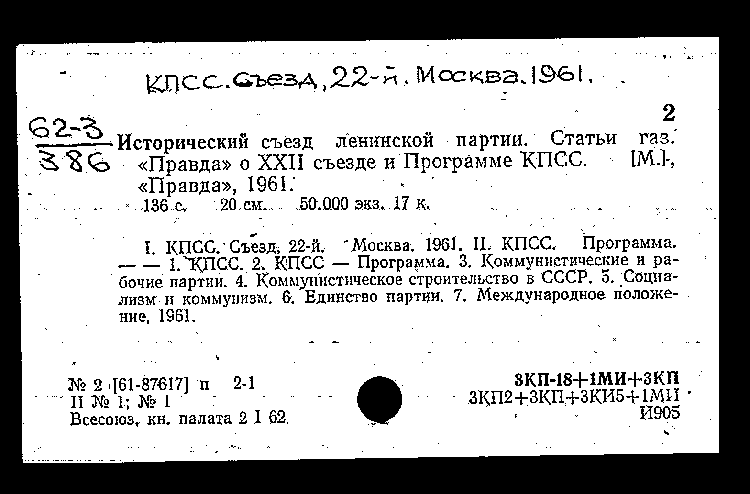 КПСС. Съезд, 22-й. Москва. 1961.
2
62-3
386
Исторический съезд ленинской партии. Статьи газ.
«Правда» о XXII съезде и Программе КПСС. [М.],
«Правда», 1961.
136 с. 20 см. 50.000 экз. 17 к.
I. КПСС. Съезд, 22-й. Москва. 1961. II. КПСС. Программа.
— — 1. КПСС. 2. КПСС — Программа. 3. Коммунистические и ра-
бочие партии. 4. Коммунистическое строительство в СССР. 5. Социа-
лизм и коммунизм. 6. Единство партии. 7. Международное положе-
ние, 1961.
№ 2 [61-87617] п 2-1
II № 1; № 1
Всесоюз. кн. палата 2 I 62
3КП-18+1МИ+3КП
3КП2+3КП+3КИ5+1МИ
И905